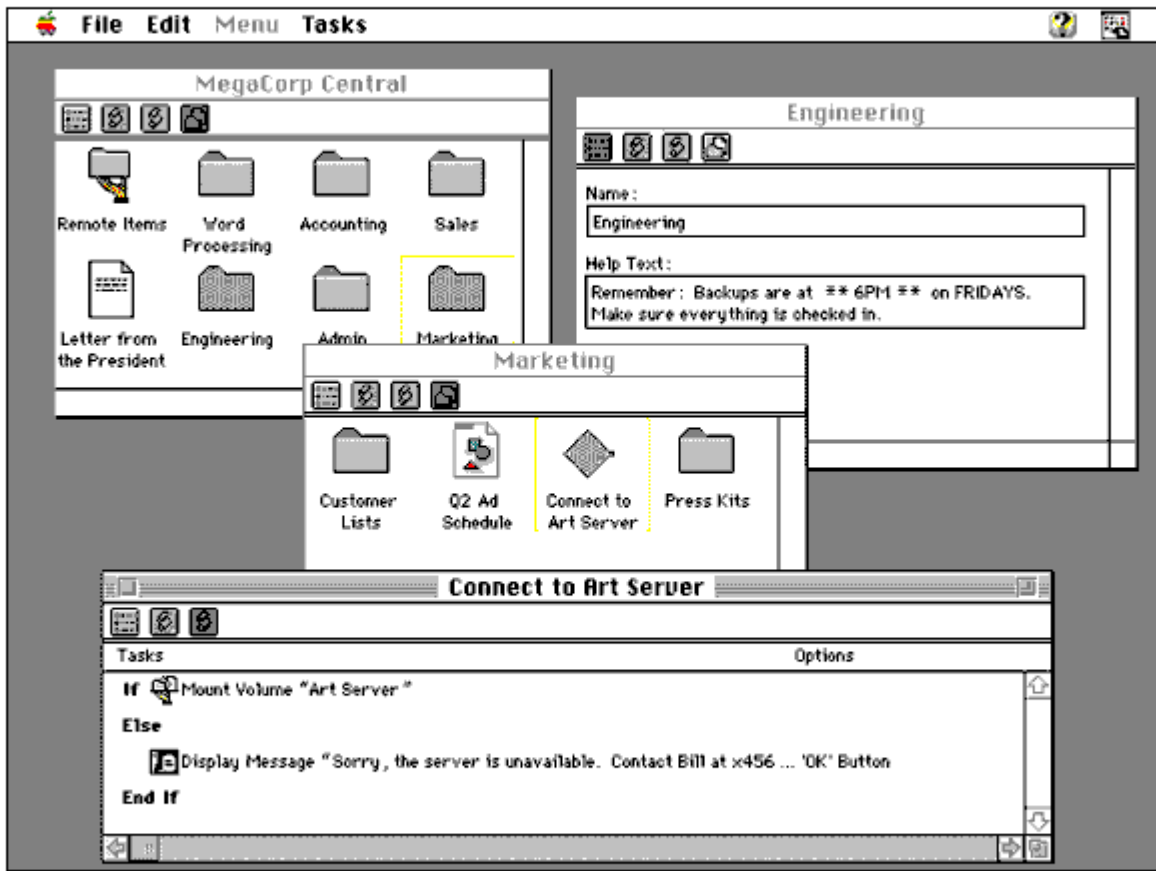 File Edit Menu Tasks
MegaCorp Central
Remote Items
Word
Processing
Accounting
Sales
Letter from
the President
Engineering
Admin
Marketing
Engineering
Name:
Engineering
Help Text:
Remember: Backups are at ** 6PM ** on FRIDAYS.
Make sure everything is checked in.
Marketing
Customer
Lists
Q2 Ad
Schedule
Connect to
Art Server
Press Kits
Connect to Art Server
Tasks Options
If Mount Volume "Art Server"
Else
Display Message "Sorry, the server is unavailable. Contact Bill at x456 ... 'OK' Button
End If